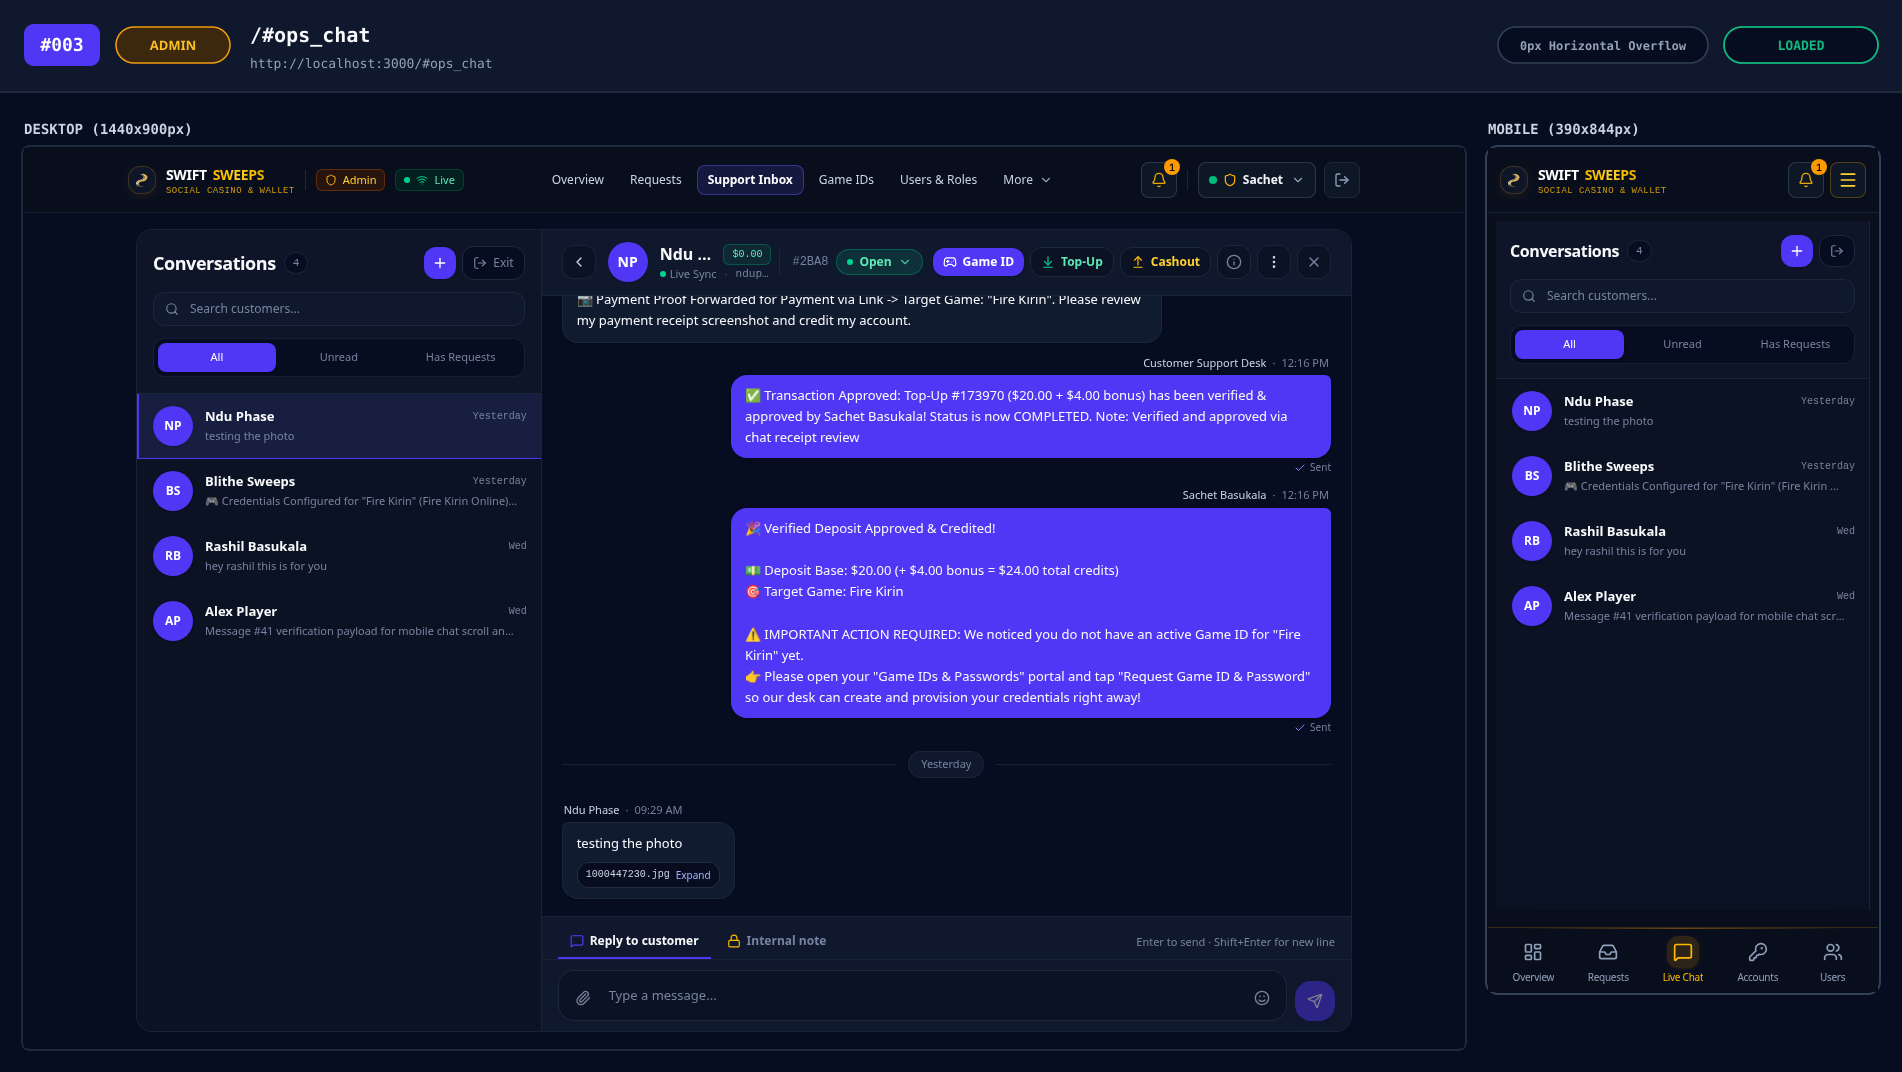 #003
ADMIN
/#ops_chat
http://localhost:3000/#ops_chat
0px Horizontal Overflow
LOADED
DESKTOP (1440x900px)
SWIFT SWEEPS
SOCIAL CASINO & WALLET
Admin
Live
Overview
Requests
Support Inbox
Game IDs
Users & Roles
More
1
Sachet
Conversations 4
Exit
Search customers...
All
Unread
Has Requests
NP
Ndu Phase
Yesterday
testing the photo
BS
Blithe Sweeps
Yesterday
🎮 Credentials Configured for "Fire Kirin" (Fire Kirin Online)...
RB
Rashil Basukala
Wed
hey rashil this is for you
AP
Alex Player
Wed
Message #41 verification payload for mobile chat scroll an...
NP
Ndu ...
$0.00
Live Sync · ndup…
#2BA8
Open
Game ID
Top-Up
Cashout
Payment Proof Forwarded for Payment via Link -> Target Game: "Fire Kirin". Please review
my payment receipt screenshot and credit my account.
Customer Support Desk · 12:16 PM
✅ Transaction Approved: Top-Up #173970 ($20.00 + $4.00 bonus) has been verified &
approved by Sachet Basukala! Status is now COMPLETED. Note: Verified and approved via
chat receipt review
Sent
Sachet Basukala · 12:16 PM
🎉 Verified Deposit Approved & Credited!
💵 Deposit Base: $20.00 (+ $4.00 bonus = $24.00 total credits)
🎯 Target Game: Fire Kirin
⚠️ IMPORTANT ACTION REQUIRED: We noticed you do not have an active Game ID for "Fire
Kirin" yet.
👉 Please open your "Game IDs & Passwords" portal and tap "Request Game ID & Password"
so our desk can create and provision your credentials right away!
Sent
Yesterday
Ndu Phase · 09:29 AM
testing the photo
1000447230.jpg Expand
Reply to customer
Internal note
Enter to send · Shift+Enter for new line
Type a message...
MOBILE (390x844px)
SWIFT SWEEPS
SOCIAL CASINO & WALLET
1
Conversations 4
Search customers...
All
Unread
Has Requests
NP
Ndu Phase
Yesterday
testing the photo
BS
Blithe Sweeps
Yesterday
🎮 Credentials Configured for "Fire Kirin" (Fire Kirin ...
RB
Rashil Basukala
Wed
hey rashil this is for you
AP
Alex Player
Wed
Message #41 verification payload for mobile chat scr...
Overview
Requests
Live Chat
Accounts
Users